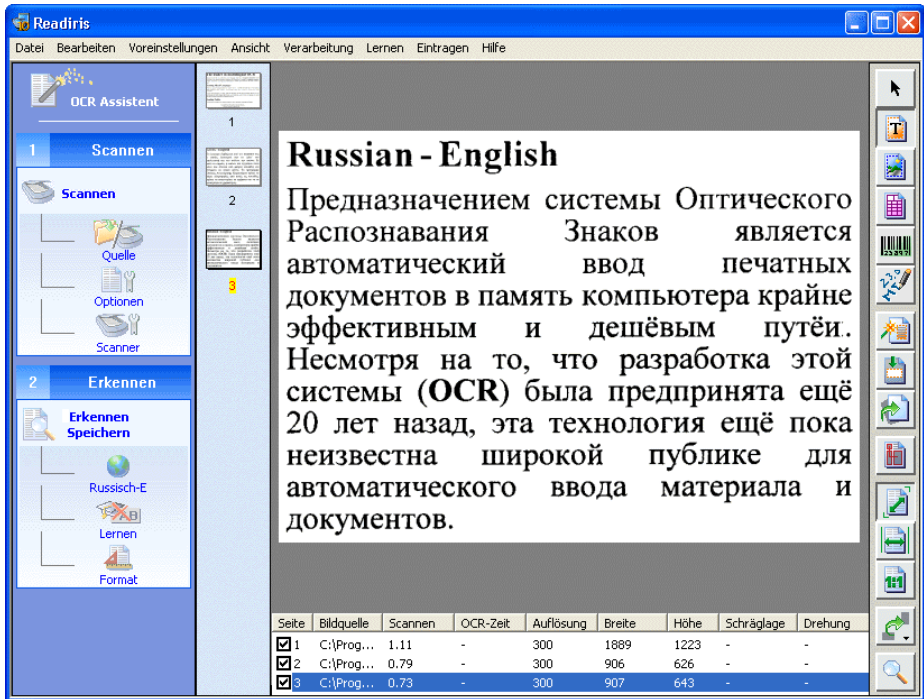 Readiris
Datei Bearbeiten Voreinstellungen Ansicht Verarbeitung Lernen Eintragen Hilfe
OCR Assistent
1 Scannen
Scannen
Quelle
Optionen
Scanner
2 Erkennen
Erkennen
Speichern
Russisch-E
Lernen
Format
1
2
3
Russian - English
Предназначением системы Оптического
Распознавания Знаков является
автоматический ввод печатных
документов в память компьютера крайне
эффективным и дешёвым путёи:.
Несмотря на то, что разработка этой
системы (OCR) была предпринята ещё
20 лет назад, эта технология ещё пока
неизвестна широкой публике для
автоматического ввода материала и
документов.
Seite Bildquelle Scannen OCR-Zeit Auflösung Breite Höhe Schräglage Drehung
1 C:\Prog... 1.11 - 300 1889 1223 - -
2 C:\Prog... 0.79 - 300 906 626 - -
3 C:\Prog... 0.73 - 300 907 643 - -
T
1:1